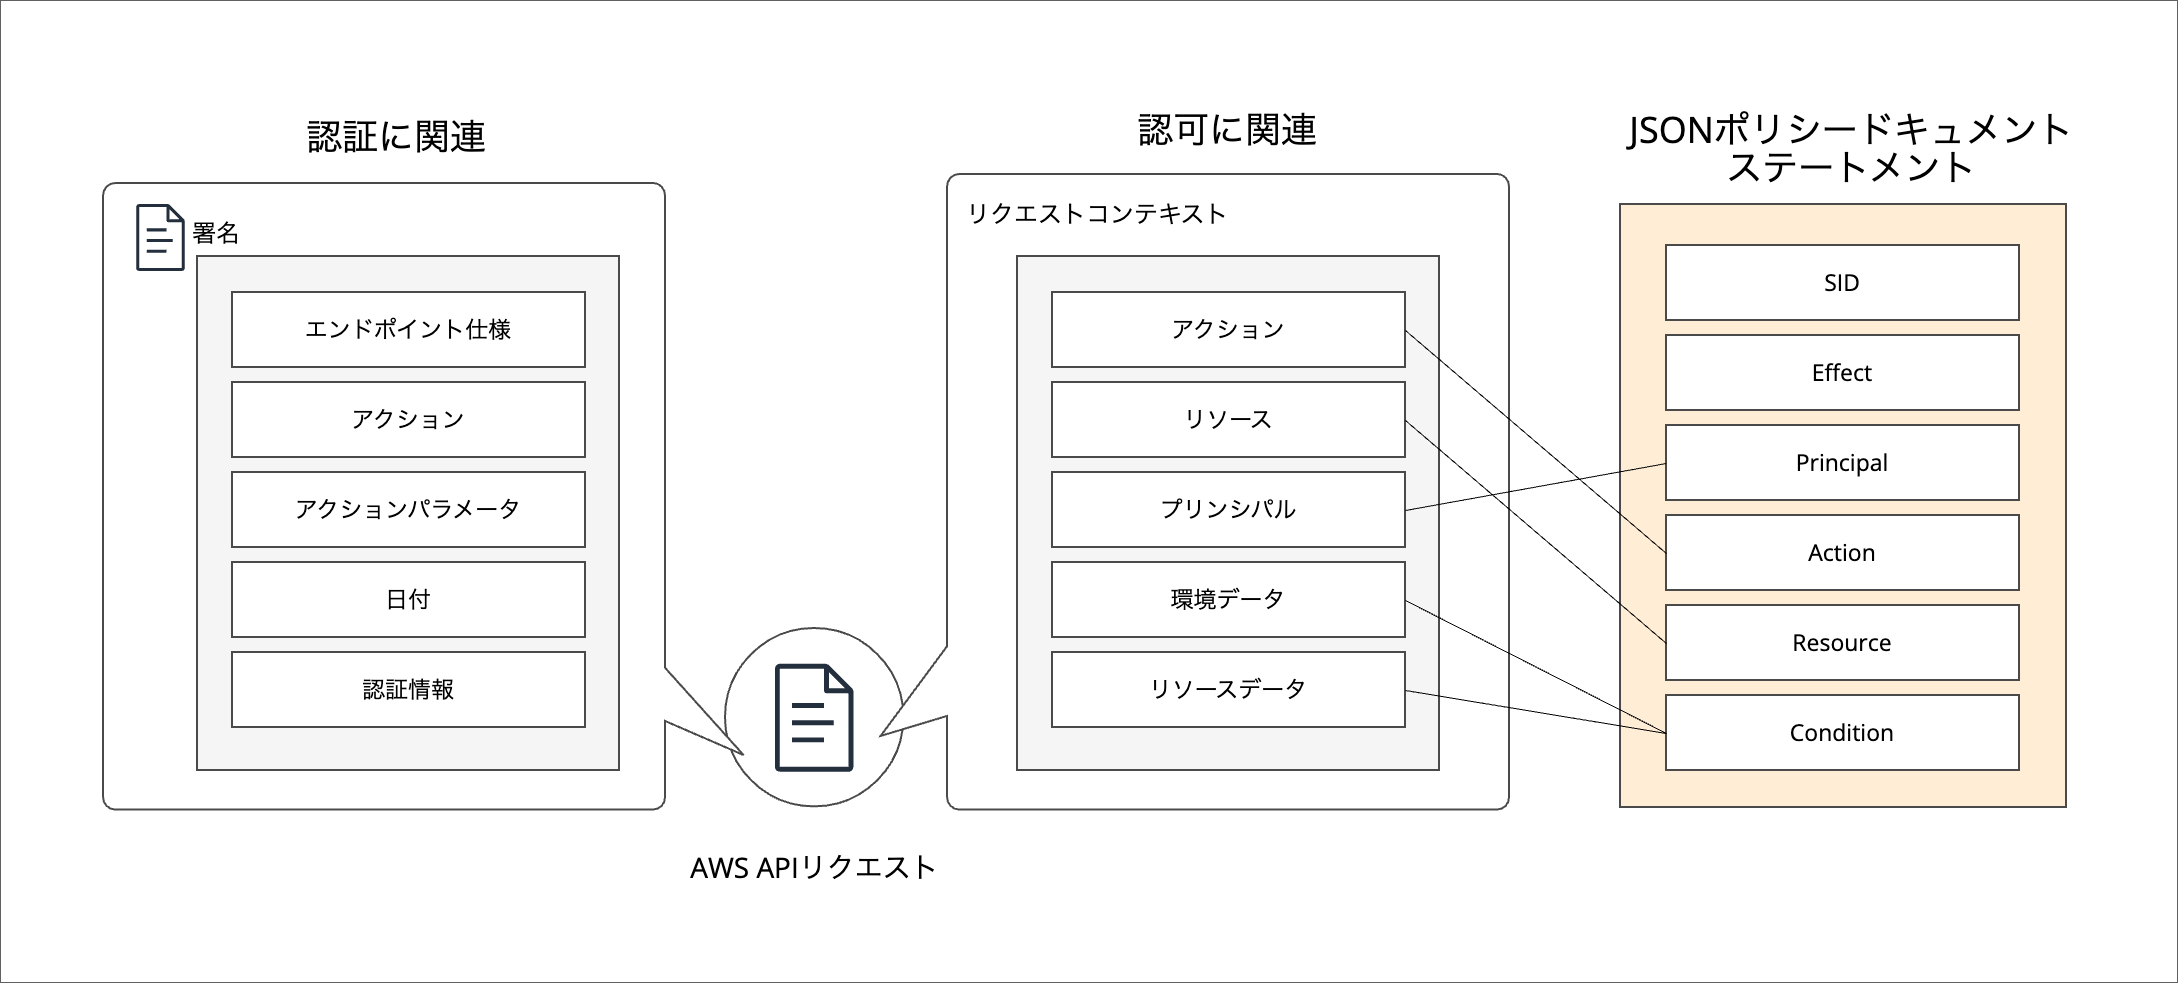 認証に関連
署名
エンドポイント仕様
アクション
アクションパラメータ
日付
認証情報
AWS APIリクエスト
認可に関連
リクエストコンテキスト
アクション
リソース
プリンシパル
環境データ
リソースデータ
JSONポリシードキュメント
ステートメント
SID
Effect
Principal
Action
Resource
Condition